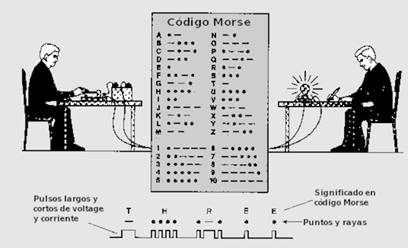 Código Morse
A N
B O
C P
D Q
E R
F S
G T
H U
I V
J W
K X
L Y
M Z
1 6
2 7
3 8
4 9
5 10
Significado en
código Morse
Pulsos largos y
cortos de voltage
y corriente
T H R E E
— •••• •—• • •
Puntos y rayas